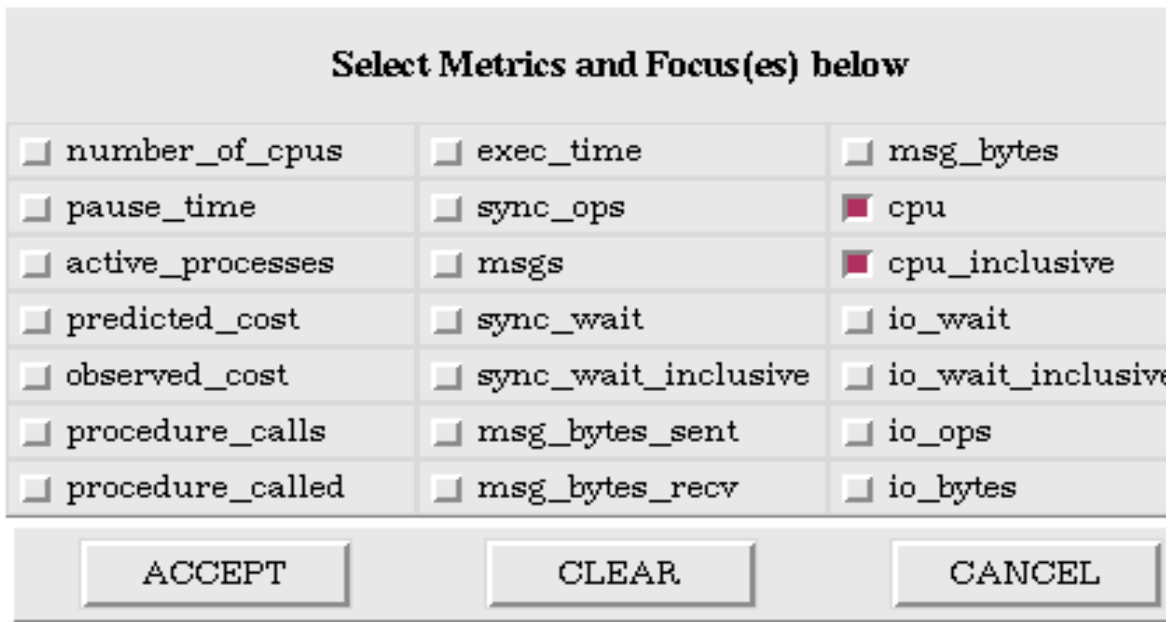 Select Metrics and Focus(es) below
number_of_cpus exec_time msg_bytes
pause_time sync_ops cpu
active_processes msgs cpu_inclusive
predicted_cost sync_wait io_wait
observed_cost sync_wait_inclusive io_wait_inclusive
procedure_calls msg_bytes_sent io_ops
procedure_called msg_bytes_recv io_bytes
ACCEPT CLEAR CANCEL